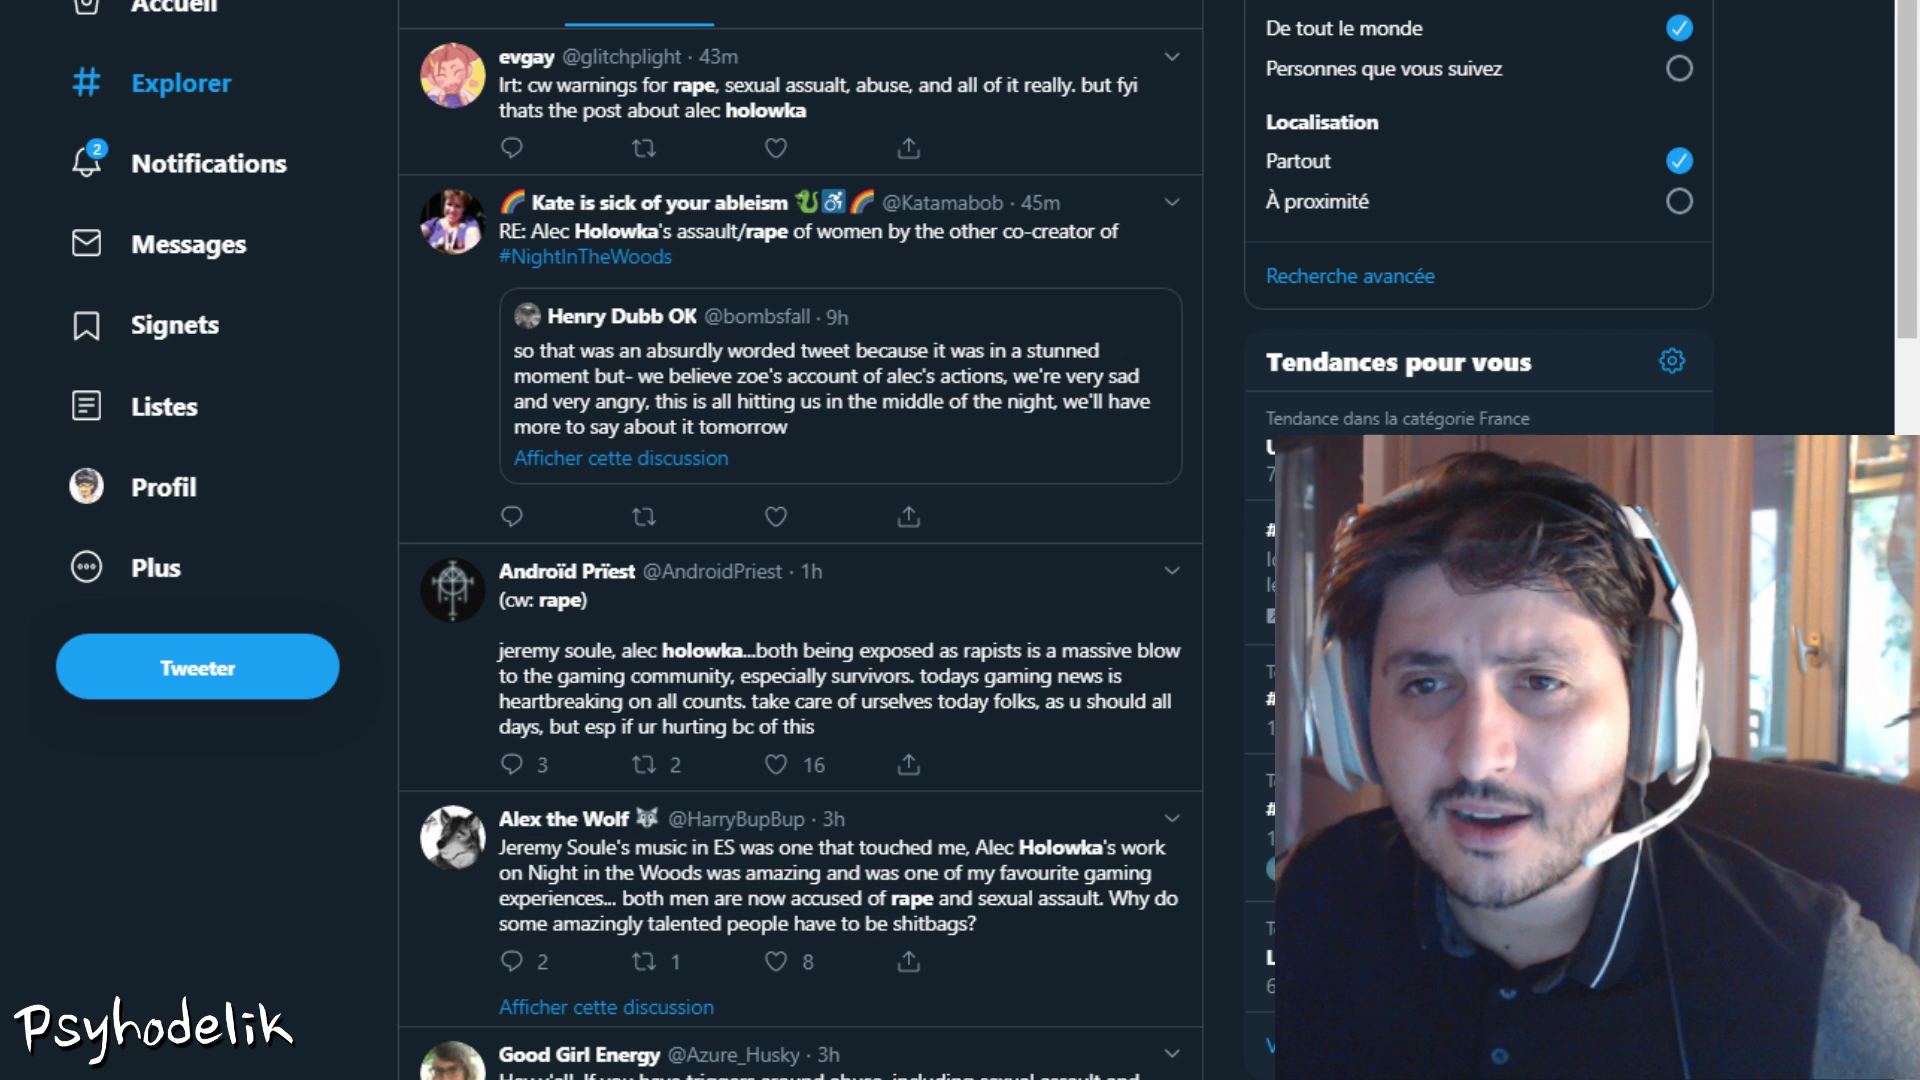 Accueil
Explorer
2
Notifications
Messages
Signets
Listes
Profil
Plus
Tweeter
Psyhodelik
evgay @glitchplight · 43m
lrt: cw warnings for rape, sexual assualt, abuse, and all of it really. but fyi
thats the post about alec holowka
🌈 Kate is sick of your ableism 🐍♿🌈 @Katamabob · 45m
RE: Alec Holowka's assault/rape of women by the other co-creator of
#NightInTheWoods
Henry Dubb OK @bombsfall · 9h
so that was an absurdly worded tweet because it was in a stunned
moment but- we believe zoe's account of alec's actions, we're very sad
and very angry, this is all hitting us in the middle of the night, we'll have
more to say about it tomorrow
Afficher cette discussion
Androïd Prïest @AndroidPriest · 1h
(cw: rape)
jeremy soule, alec holowka...both being exposed as rapists is a massive blow
to the gaming community, especially survivors. todays gaming news is
heartbreaking on all counts. take care of urselves today folks, as u should all
days, but esp if ur hurting bc of this
3 2 16
Alex the Wolf 🐺 @HarryBupBup · 3h
Jeremy Soule's music in ES was one that touched me, Alec Holowka's work
on Night in the Woods was amazing and was one of my favourite gaming
experiences... both men are now accused of rape and sexual assault. Why do
some amazingly talented people have to be shitbags?
2 1 8
Afficher cette discussion
Good Girl Energy @Azure_Husky · 3h
De tout le monde
Personnes que vous suivez
Localisation
Partout
À proximité
Recherche avancée
Tendances pour vous
Tendance dans la catégorie France